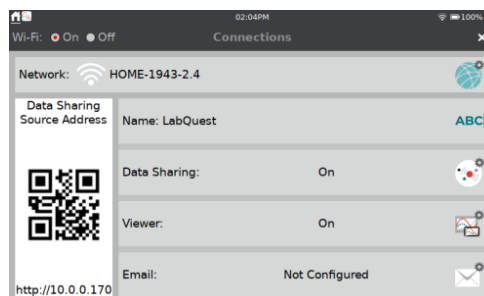 02:04PM 100%
Wi-Fi: On Off Connections
Network: HOME-1943-2.4
Data Sharing
Source Address
Name: LabQuest ABC
Data Sharing: On
Viewer: On
Email: Not Configured
http://10.0.0.170